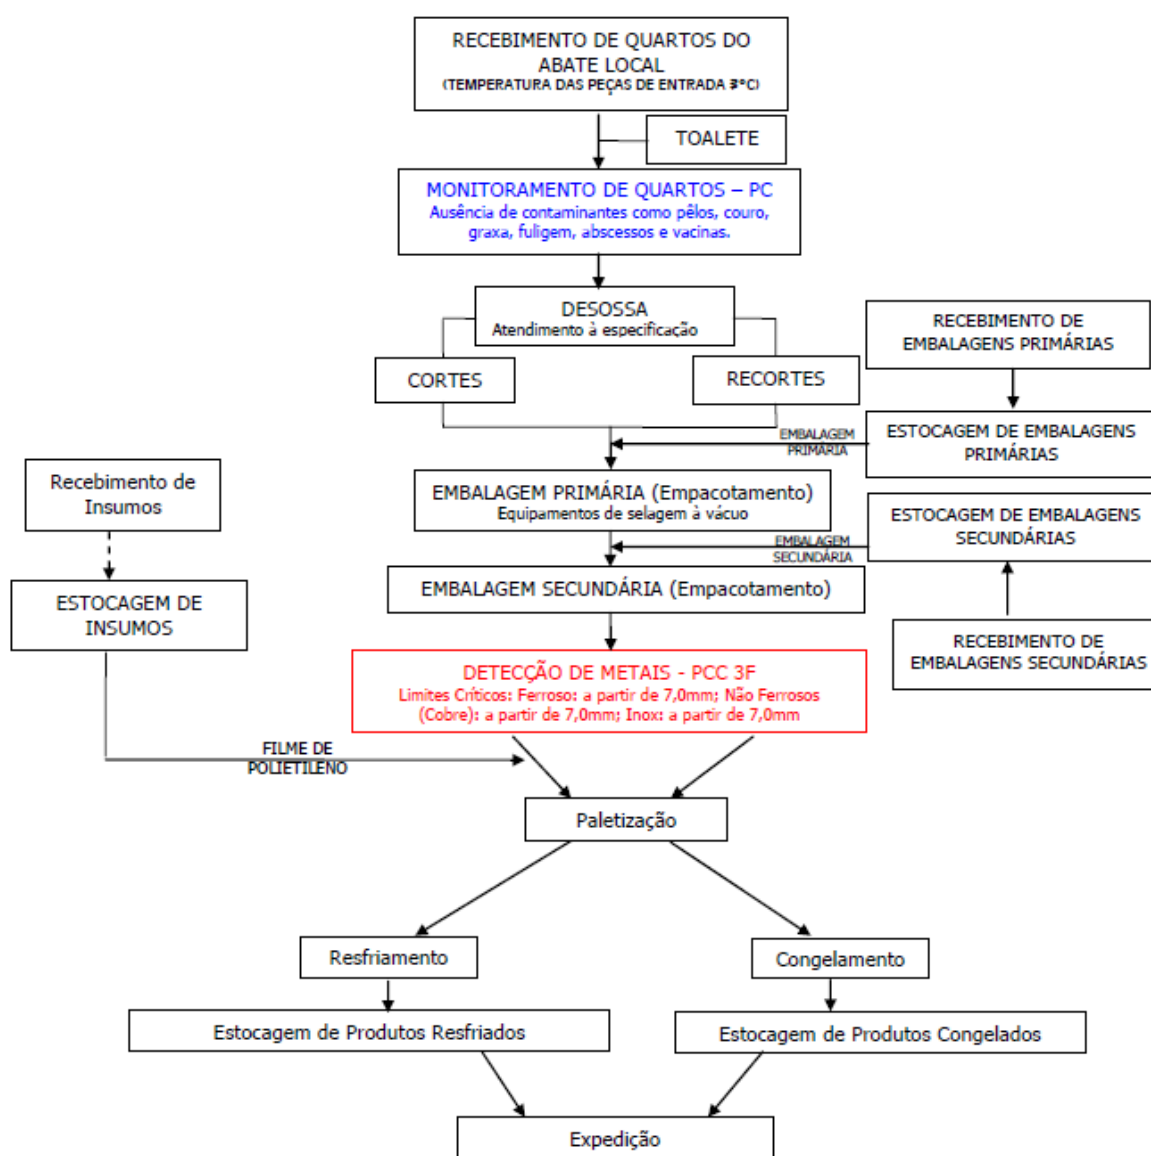 RECEBIMENTO DE QUARTOS DO
ABATE LOCAL
(TEMPERATURA DAS PEÇAS DE ENTRADA
TOALETE
MONITORAMENTO DE QUARTOS – PC
Ausência de contaminantes como pêlos, couro,
graxa, fuligem, abscessos e vacinas.
DESOSSA
Atendimento à especificação
CORTES
RECORTES
RECEBIMENTO DE
EMBALAGENS PRIMÁRIAS
EMBALAGEM
PRIMÁRIA
ESTOCAGEM DE EMBALAGENS
PRIMÁRIAS
Recebimento de
Insumos
EMBALAGEM PRIMÁRIA (Empacotamento)
Equipamentos de selagem à vácuo
ESTOCAGEM DE EMBALAGENS
SECUNDÁRIAS
EMBALAGEM
SECUNDÁRIA
ESTOCAGEM DE
INSUMOS
EMBALAGEM SECUNDÁRIA (Empacotamento)
RECEBIMENTO DE
EMBALAGENS SECUNDÁRIAS
DETECÇÃO DE METAIS - PCC 3F
Limites Críticos: Ferroso: a partir de 7,0mm; Não Ferrosos
(Cobre): a partir de 7,0mm; Inox: a partir de 7,0mm
FILME DE
POLIETILENO
Paletização
Resfriamento
Congelamento
Estocagem de Produtos Resfriados
Estocagem de Produtos Congelados
Expedição